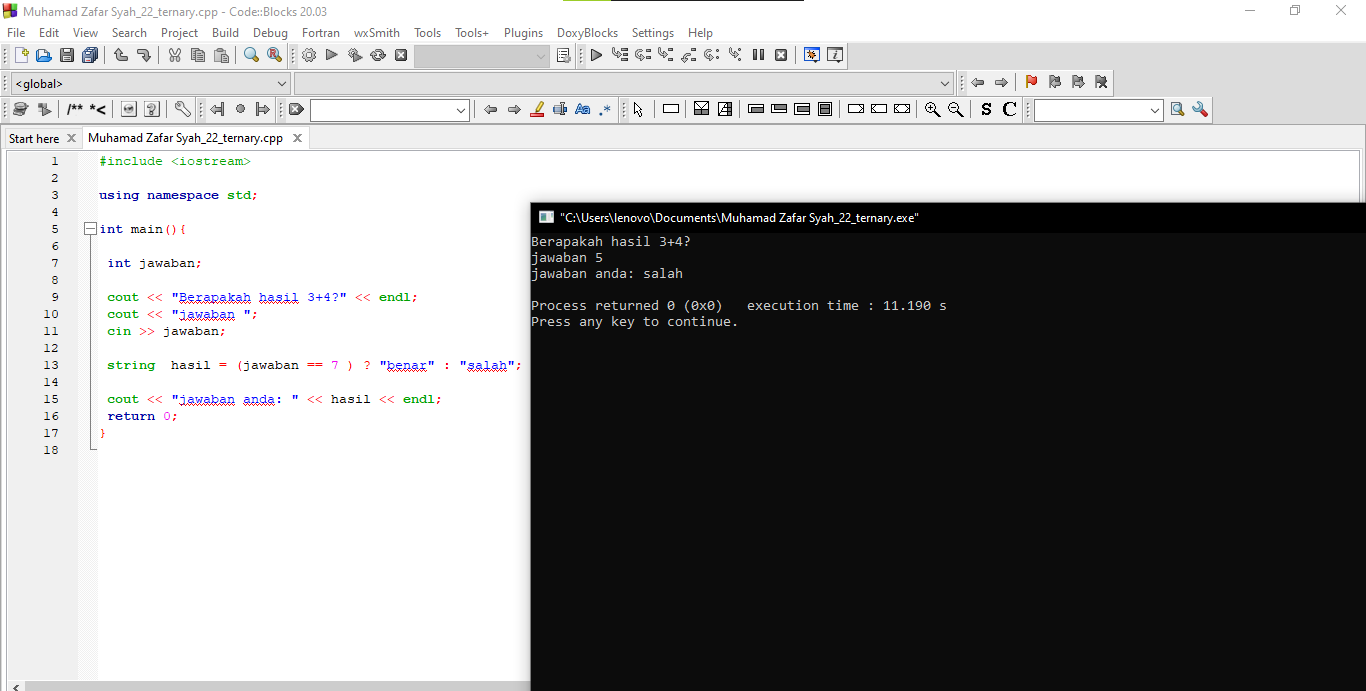 Muhamad Zafar Syah_22_ternary.cpp - Code::Blocks 20.03
File Edit View Search Project Build Debug Fortran wxSmith Tools Tools+ Plugins DoxyBlocks Settings Help
<global>
/** *<
Aa .*
S C
Start here Muhamad Zafar Syah_22_ternary.cpp
1 #include <iostream>
2
3 using namespace std;
4
5 int main(){
6
7 int jawaban;
8
9 cout << "Berapakah hasil 3+4?" << endl;
10 cout << "jawaban ";
11 cin >> jawaban;
12
13 string  hasil = (jawaban == 7 ) ? "benar" : "salah";
14
15 cout << "jawaban anda: " << hasil << endl;
16 return 0;
17 }
18
"C:\Users\lenovo\Documents\Muhamad Zafar Syah_22_ternary.exe"
Berapakah hasil 3+4?
jawaban 5
jawaban anda: salah
Process returned 0 (0x0)   execution time : 11.190 s
Press any key to continue.